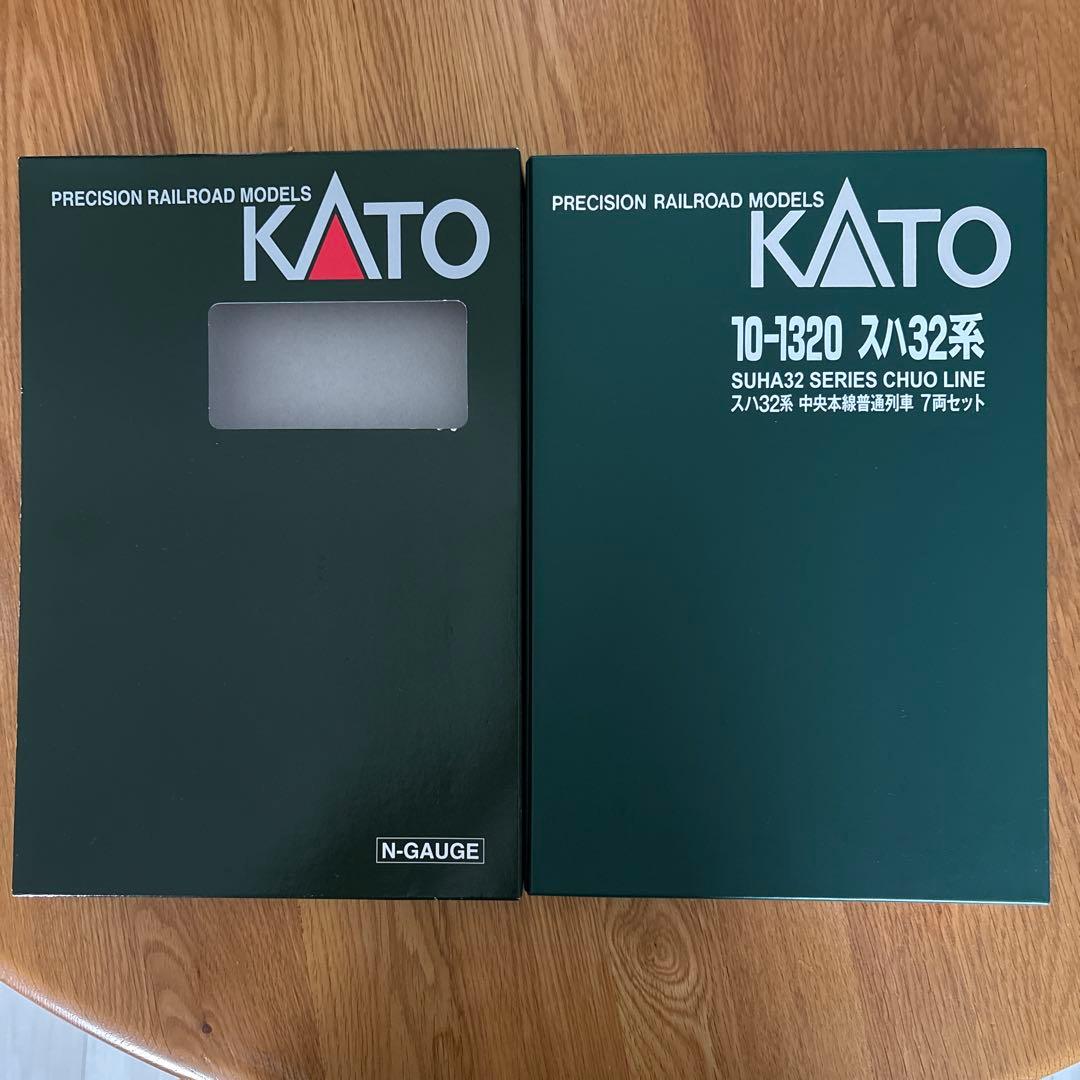 PRECISION RAILROAD MODELS
KATO
N-GAUGE
PRECISION RAILROAD MODELS
KATO
10-1320 スハ32系
SUHA32 SERIES CHUO LINE
スハ32系 中央本線普通列車 7両セット